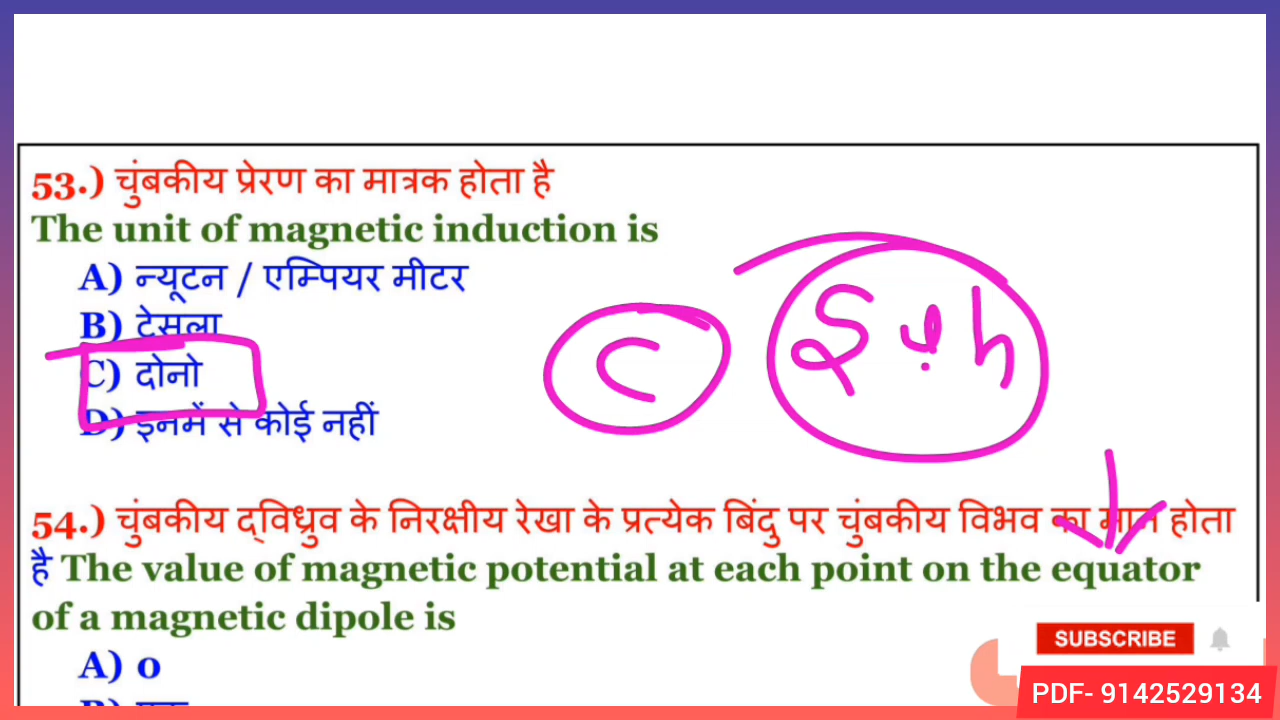 53.) चुंबकीय प्रेरण का मात्रक होता है
The unit of magnetic induction is
A) न्यूटन / एम्पियर मीटर
B) टेसला
C) दोनो
D) इनमें से कोई नहीं
C
54.) चुंबकीय द्विध्रुव के निरक्षीय रेखा के प्रत्येक बिंदु पर चुंबकीय विभव का मान होता
है The value of magnetic potential at each point on the equator
of a magnetic dipole is
A) 0
SUBSCRIBE
PDF- 9142529134